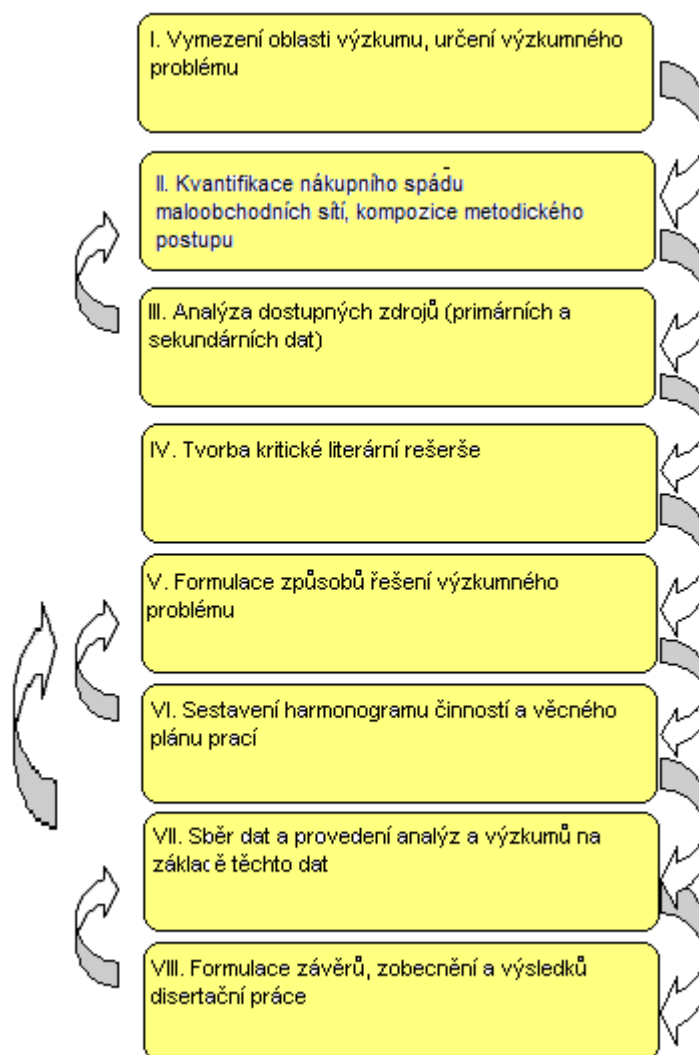 I. Vymezení oblasti výzkumu, určení výzkumného
problému
II. Kvantifikace nákupního spádu
maloobchodních sítí, kompozice metodického
postupu
III. Analýza dostupných zdrojů (primárních a
sekundárních dat)
IV. Tvorba kritické literární rešerše
V. Formulace způsobů řešení výzkumného
problému
VI. Sestavení harmonogramu činností a věcného
plánu prací
VII. Sběr dat a provedení analýz a výzkumů na
základě těchto dat
VIII. Formulace závěrů, zobecnění a výsledků
disertační práce